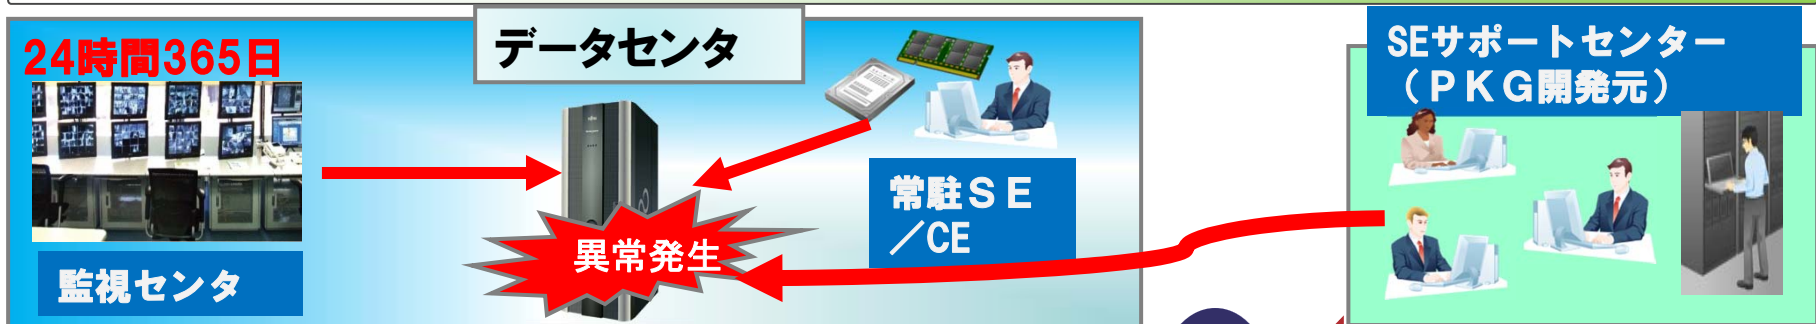 24時間365日
監視センタ
データセンタ
異常発生
常駐ＳＥ
／CE
SEサポートセンター
（ＰＫＧ開発元）